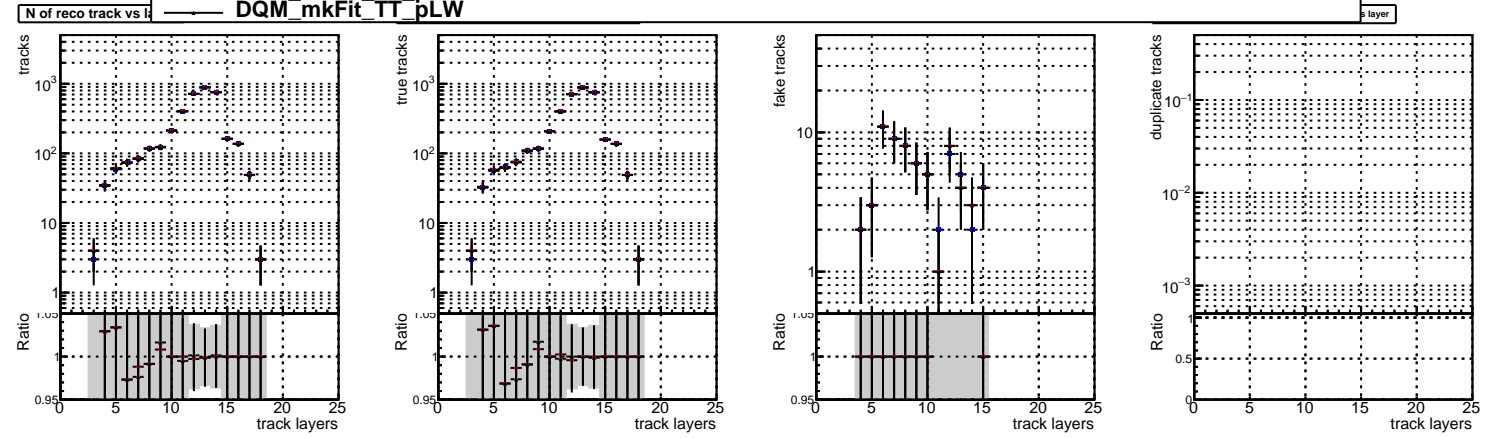 DQM_mkFit_TT_pLW
N of reco track vs la
s layer
tracks
10³
10²
10
1
true tracks
10³
10²
10
1
fake tracks
10
1
duplicate tracks
10⁻¹
10⁻²
10⁻³
Ratio
1.05
1
0.95
0 5 10 15 20 25
track layers
Ratio
1.05
1
0.95
0 5 10 15 20 25
track layers
Ratio
1.05
1
0.95
0 5 10 15 20 25
track layers
Ratio
1
0.5
0
0 5 10 15 20 25
track layers